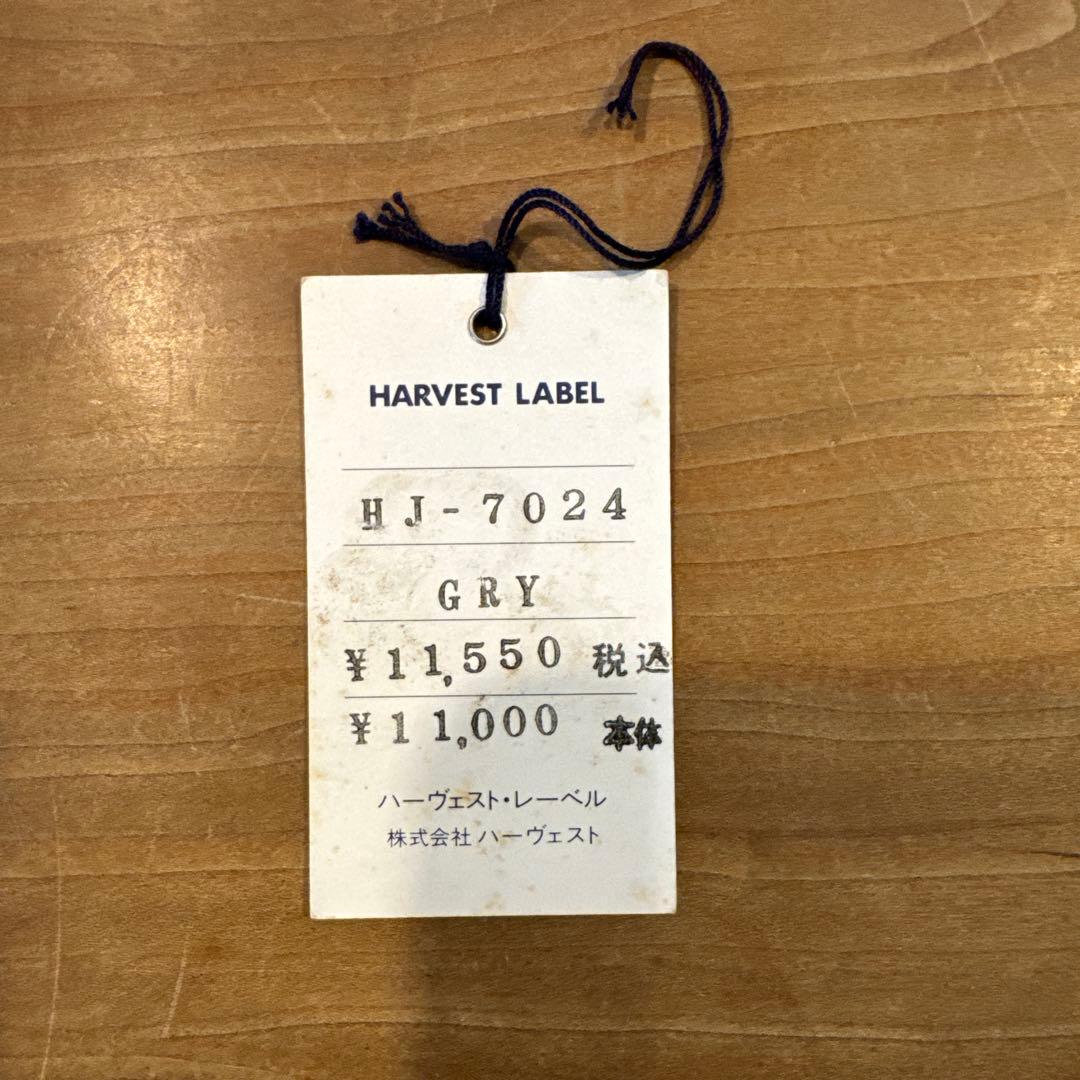 HARVEST LABEL
HJ-7024
GRY
¥11,550 税込
¥11,000 本体
ハーヴェスト・レーベル
株式会社 ハーヴェスト